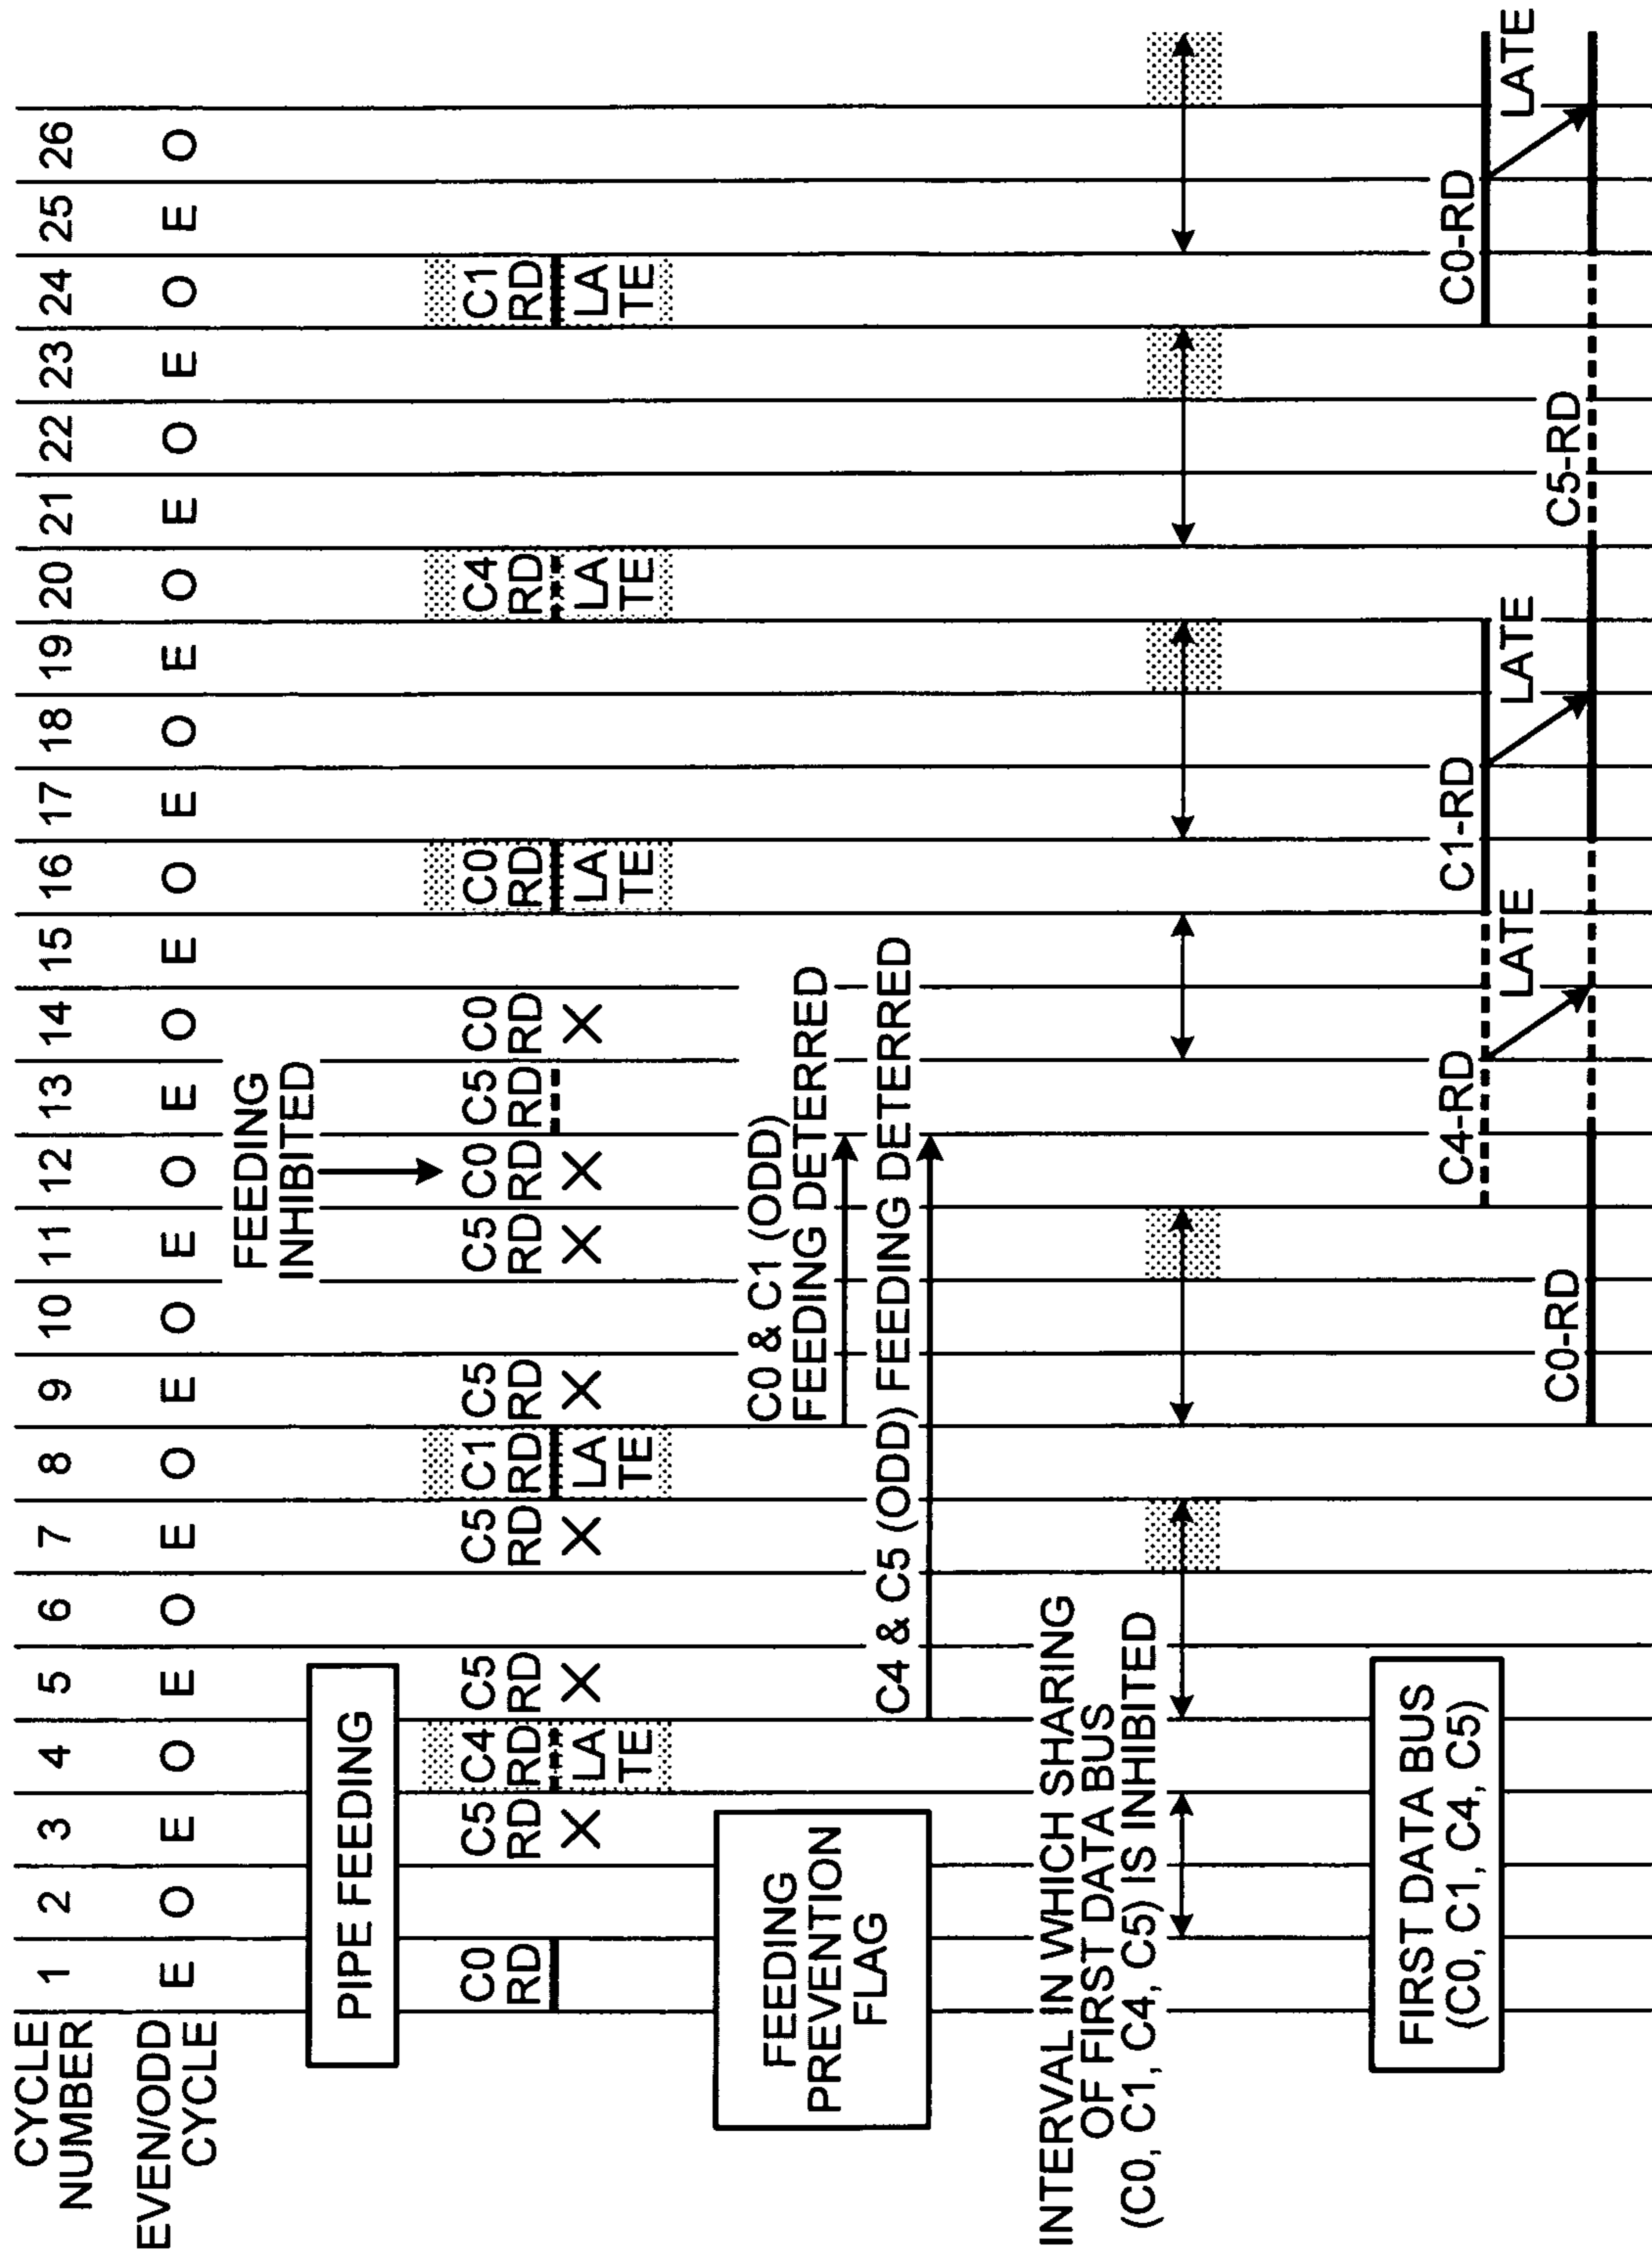 CYCLE NUMBER 1 2 3 4 5 6 7 8 9 10 11 12 13 14 15 16 17 18 19 20 21 22 23 24 25 26
EVEN/ODD CYCLE E O E O E O E O E O E O E O E O E O E O E O E O E O
FEEDING
INHIBITED
PIPE FEEDING
C0 C5 C4 C5 C5 C1 C5 C5 C0 C5 C0 C0 C4 C1
RD RD RD RD RD RD RD RD RD RD RD RD RD RD
X LA X X LA X X X X LA LA LA
TE TE TE TE TE
FEEDING
PREVENTION
FLAG
C0 & C1 (ODD)
FEEDING DETERRED
C4 & C5 (ODD) FEEDING DETERRED
INTERVAL IN WHICH SHARING
OF FIRST DATA BUS
(C0, C1, C4, C5) IS INHIBITED
FIRST DATA BUS
(C0, C1, C4, C5)
C4-RD C1-RD C0-RD
LATE LATE LATE
C0-RD C5-RD